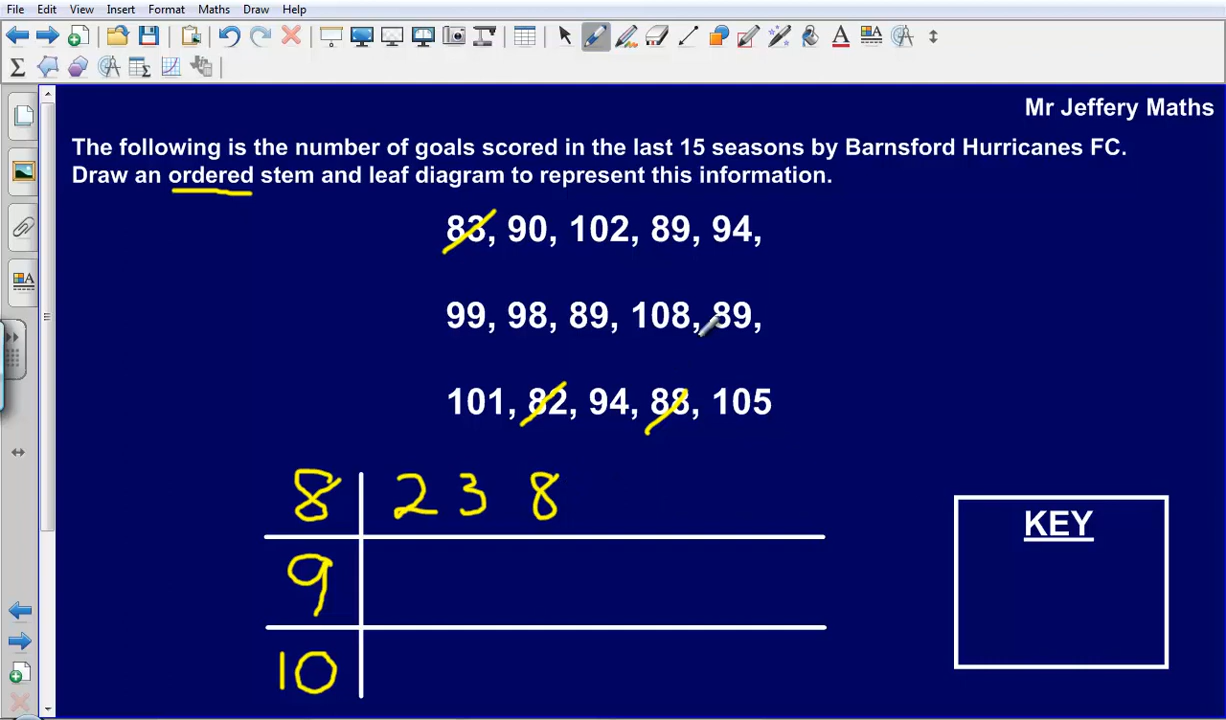 File Edit View Insert Format Maths Draw Help
Mr Jeffery Maths
The following is the number of goals scored in the last 15 seasons by Barnsford Hurricanes FC.
Draw an ordered stem and leaf diagram to represent this information.
83, 90, 102, 89, 94,
99, 98, 89, 108, 89,
101, 82, 94, 88, 105
8 2 3 8
KEY
9
10